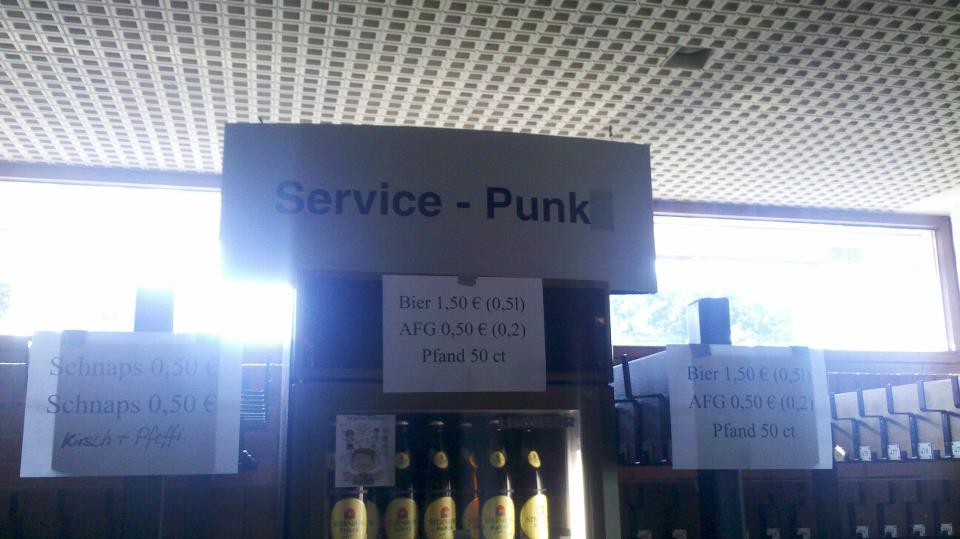 Service - Punk
Bier 1,50 € (0,5l)
AFG 0,50 € (0,2)
Pfand 50 ct
Schnaps 0,50 €
Schnaps 0,50 €
Kirsch + Pfeffi
Bier 1,50 € (0,5l)
AFG 0,50 € (0,2)
Pfand 50 ct